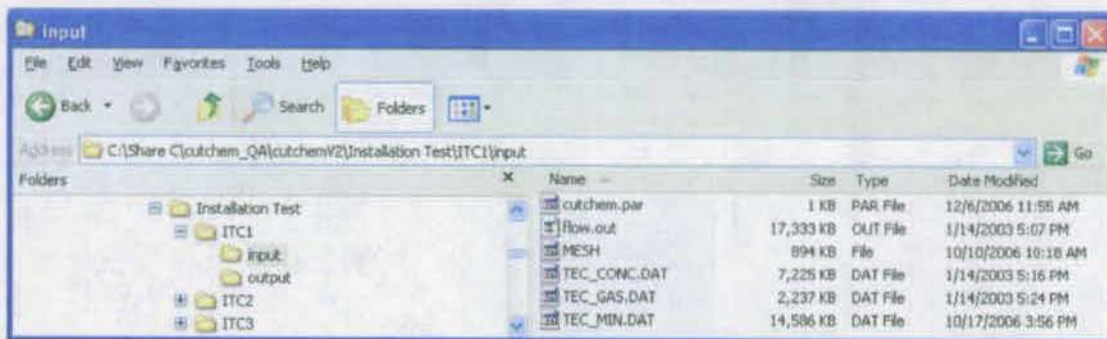 input
File Edit View Favorites Tools Help
Back Search Folders
Address C:\Share C\cutchem_QA\cutchemV2\Installation Test\ITC1\input Go
Folders Name Size Type Date Modified
Installation Test cutchem.par 1 KB PAR File 12/6/2006 11:55 AM
ITC1 flow.out 17,333 KB OUT File 1/14/2003 5:07 PM
input MESH 894 KB File 10/10/2006 10:18 AM
output TEC_CONC.DAT 7,225 KB DAT File 1/14/2003 5:16 PM
ITC2 TEC_GAS.DAT 2,237 KB DAT File 1/14/2003 5:24 PM
ITC3 TEC_MIN.DAT 14,586 KB DAT File 10/17/2006 3:56 PM